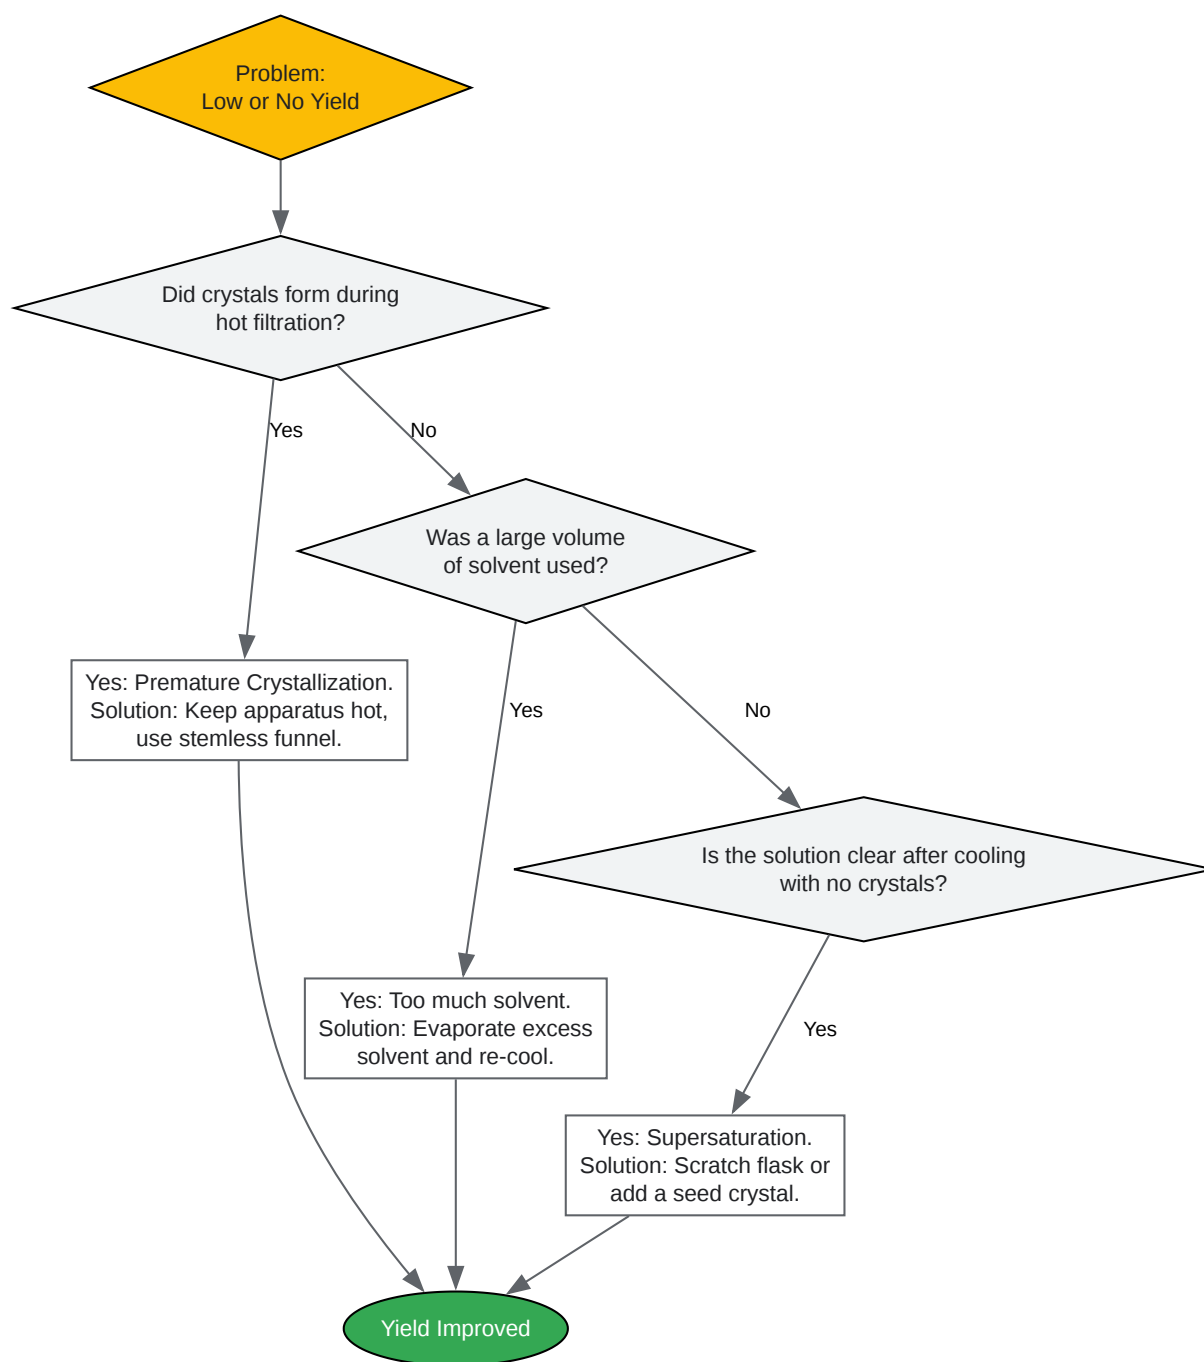 Problem:
Low or No Yield
Did crystals form during
hot filtration?
Yes
No
Was a large volume
of solvent used?
Yes: Premature Crystallization.
Solution: Keep apparatus hot,
use stemless funnel.
Yes
No
Is the solution clear after cooling
with no crystals?
Yes: Too much solvent.
Solution: Evaporate excess
solvent and re-cool.
Yes
Yes: Supersaturation.
Solution: Scratch flask or
add a seed crystal.
Yield Improved